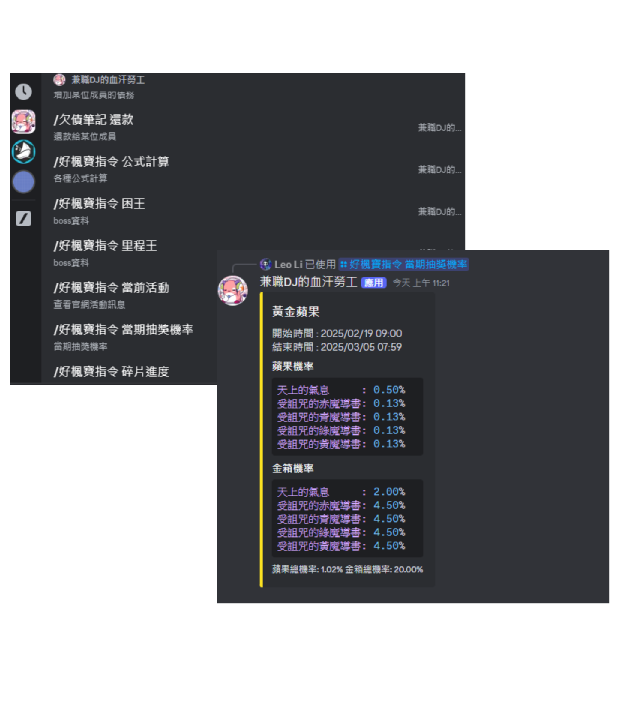 兼職DJ的血汗勞工
增加某位成員的債務
/欠債筆記 還款
還款給某位成員
兼職DJ的...
/好楓寶指令 公式計算
各種公式計算
兼職DJ的...
/好楓寶指令 困王
boss資料
兼職DJ的...
/好楓寶指令 里程王
boss資料
/好楓寶指令 當前活動
查看官網活動訊息
/好楓寶指令 當期抽獎機率
當期抽獎機率
/好楓寶指令 碎片進度
Leo Li 已使用 好楓寶指令 當期抽獎機率
兼職DJ的血汗勞工 應用 今天 上午 11:21
黃金蘋果
開始時間 : 2025/02/19 09:00
結束時間 : 2025/03/05 07:59
蘋果機率
天上的氣息 : 0.50%
受詛咒的赤魔導書: 0.13%
受詛咒的青魔導書: 0.13%
受詛咒的綠魔導書: 0.13%
受詛咒的黃魔導書: 0.13%
金箱機率
天上的氣息 : 2.00%
受詛咒的赤魔導書: 4.50%
受詛咒的青魔導書: 4.50%
受詛咒的綠魔導書: 4.50%
受詛咒的黃魔導書: 4.50%
蘋果總機率: 1.02% 金箱總機率: 20.00%